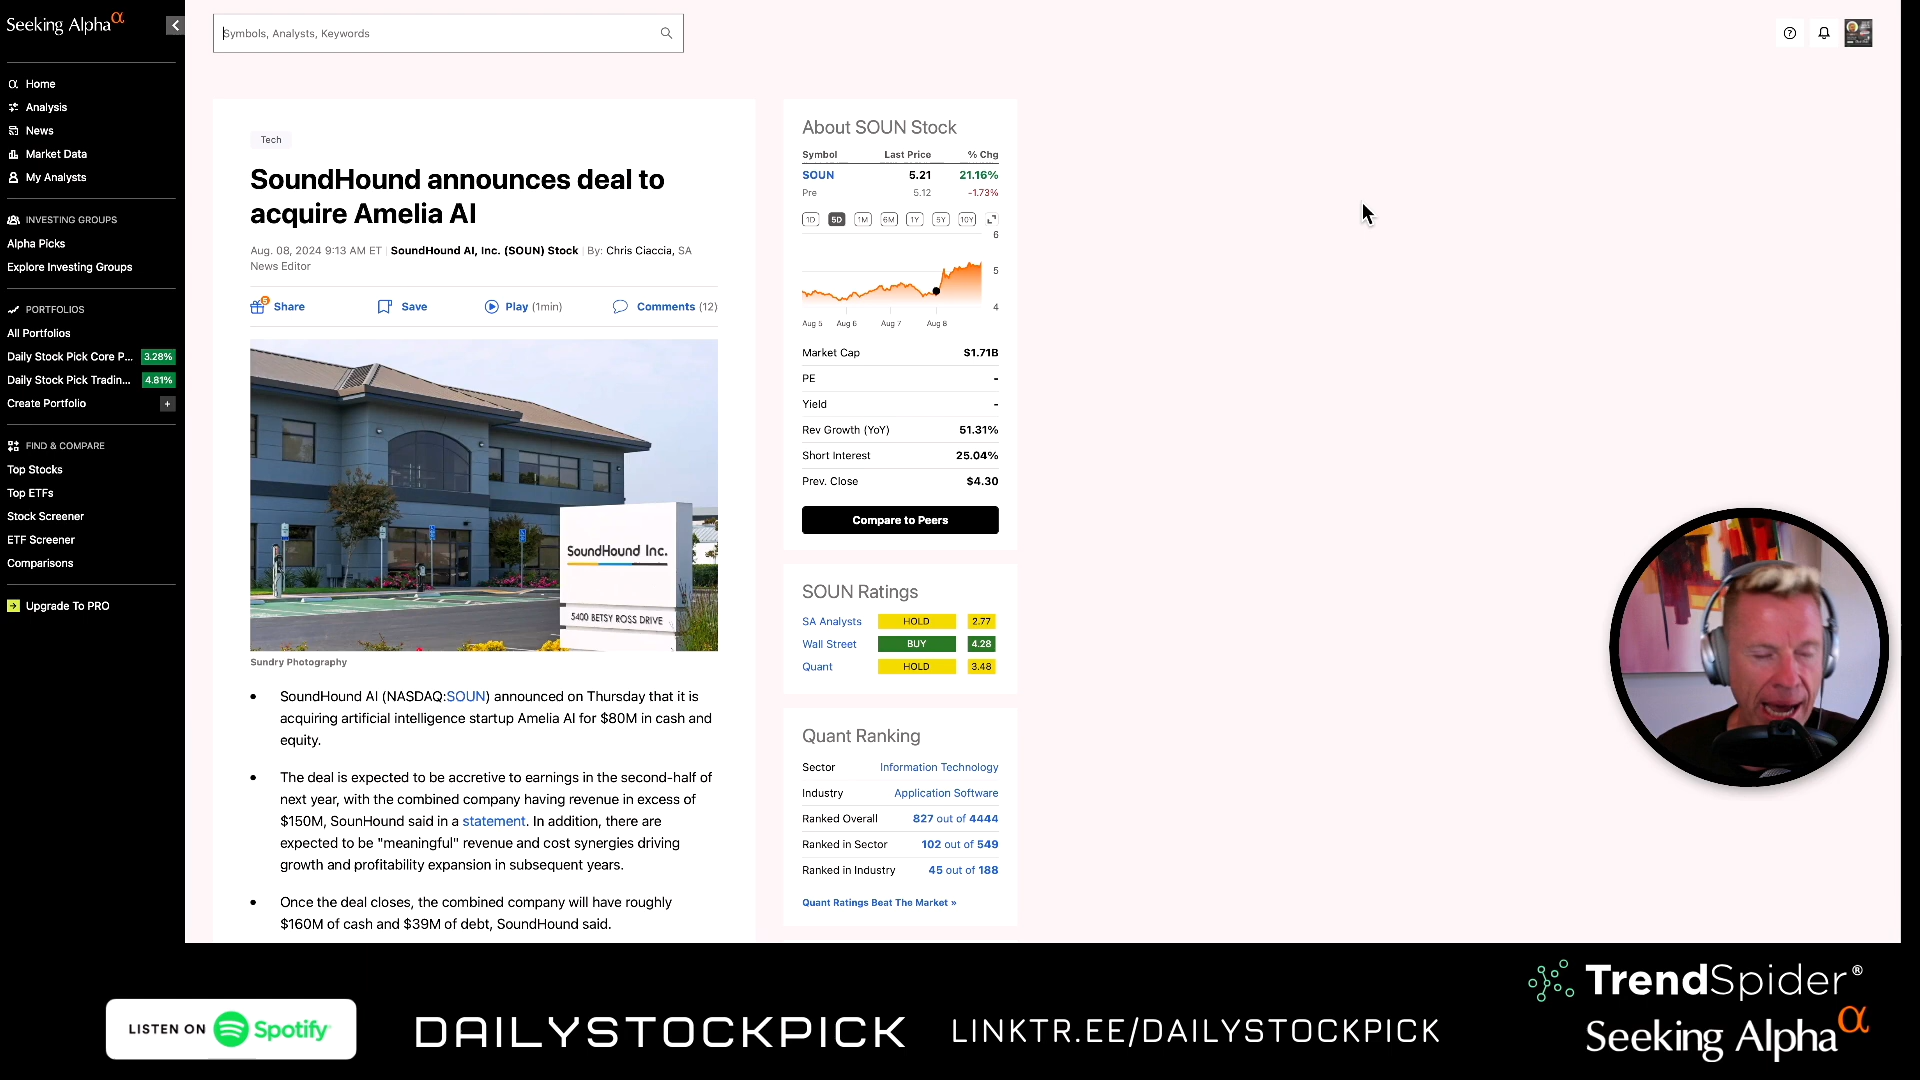 Seeking Alpha α
Symbols, Analysts, Keywords
Home
Analysis
News
Market Data
My Analysts
INVESTING GROUPS
Alpha Picks
Explore Investing Groups
PORTFOLIOS
All Portfolios
Daily Stock Pick Core P... 3.28%
Daily Stock Pick Tradin... 4.81%
Create Portfolio +
FIND & COMPARE
Top Stocks
Top ETFs
Stock Screener
ETF Screener
Comparisons
Upgrade To PRO
Tech
SoundHound announces deal to
acquire Amelia AI
Aug. 08, 2024 9:13 AM ET | SoundHound AI, Inc. (SOUN) Stock | By: Chris Ciaccia, SA
News Editor
5 Share Save Play (1min) Comments (12)
SoundHound Inc.
5400 BETSY ROSS DRIVE
Sundry Photography
• SoundHound AI (NASDAQ:SOUN) announced on Thursday that it is
acquiring artificial intelligence startup Amelia AI for $80M in cash and
equity.
• The deal is expected to be accretive to earnings in the second-half of
next year, with the combined company having revenue in excess of
$150M, SounHound said in a statement. In addition, there are
expected to be "meaningful" revenue and cost synergies driving
growth and profitability expansion in subsequent years.
• Once the deal closes, the combined company will have roughly
$160M of cash and $39M of debt, SoundHound said.
About SOUN Stock
Symbol Last Price % Chg
SOUN 5.21 21.16%
Pre 5.12 -1.73%
1D 5D 1M 6M 1Y 5Y 10Y
6
5
4
Aug 5 Aug 6 Aug 7 Aug 8
Market Cap $1.71B
PE -
Yield -
Rev Growth (YoY) 51.31%
Short Interest 25.04%
Prev. Close $4.30
Compare to Peers
SOUN Ratings
SA Analysts HOLD 2.77
Wall Street BUY 4.28
Quant HOLD 3.48
Quant Ranking
Sector Information Technology
Industry Application Software
Ranked Overall 827 out of 4444
Ranked in Sector 102 out of 549
Ranked in Industry 45 out of 188
Quant Ratings Beat The Market »
LISTEN ON Spotify
DAILYSTOCKPICK
LINKTR.EE/DAILYSTOCKPICK
TrendSpider®
Seeking Alpha α